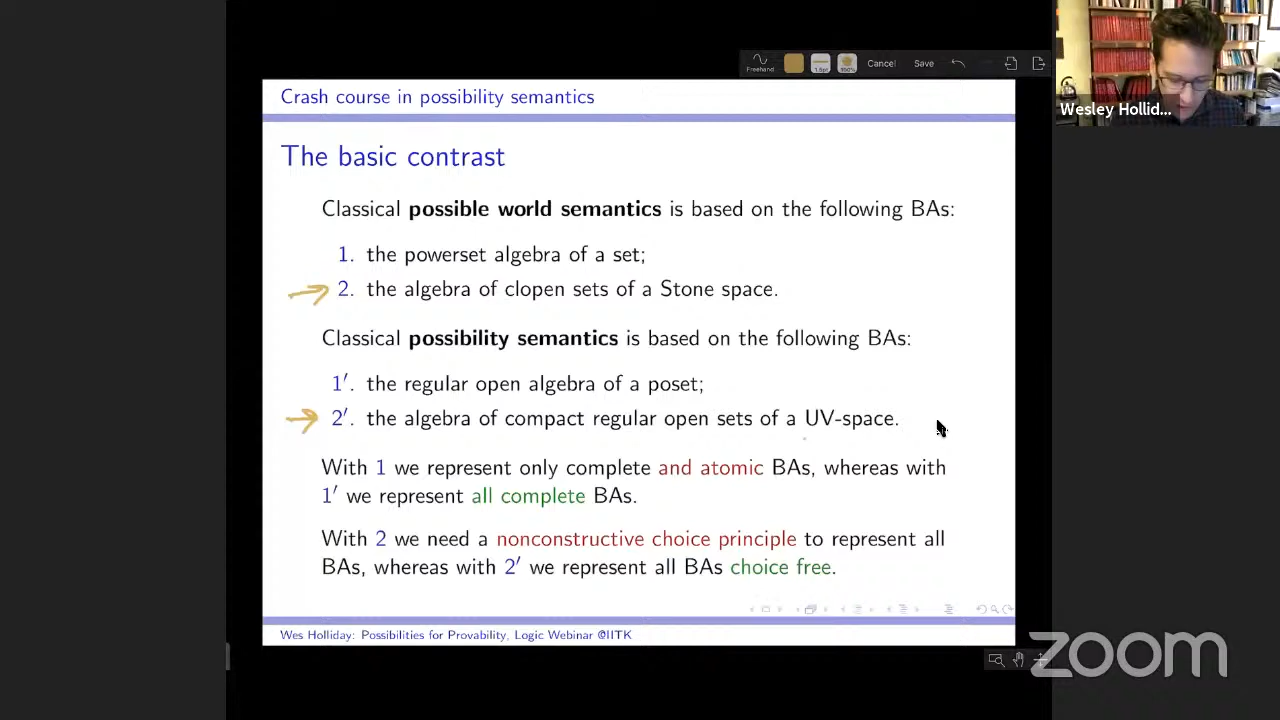 Freehand
Cancel
Save
Wesley Hollid...
Crash course in possibility semantics
The basic contrast
Classical possible world semantics is based on the following BAs:
1. the powerset algebra of a set;
2. the algebra of clopen sets of a Stone space.
Classical possibility semantics is based on the following BAs:
1′. the regular open algebra of a poset;
2′. the algebra of compact regular open sets of a UV-space.
With 1 we represent only complete and atomic BAs, whereas with
1′ we represent all complete BAs.
With 2 we need a nonconstructive choice principle to represent all
BAs, whereas with 2′ we represent all BAs choice free.
Wes Holliday: Possibilities for Provability, Logic Webinar @IITK
zoom